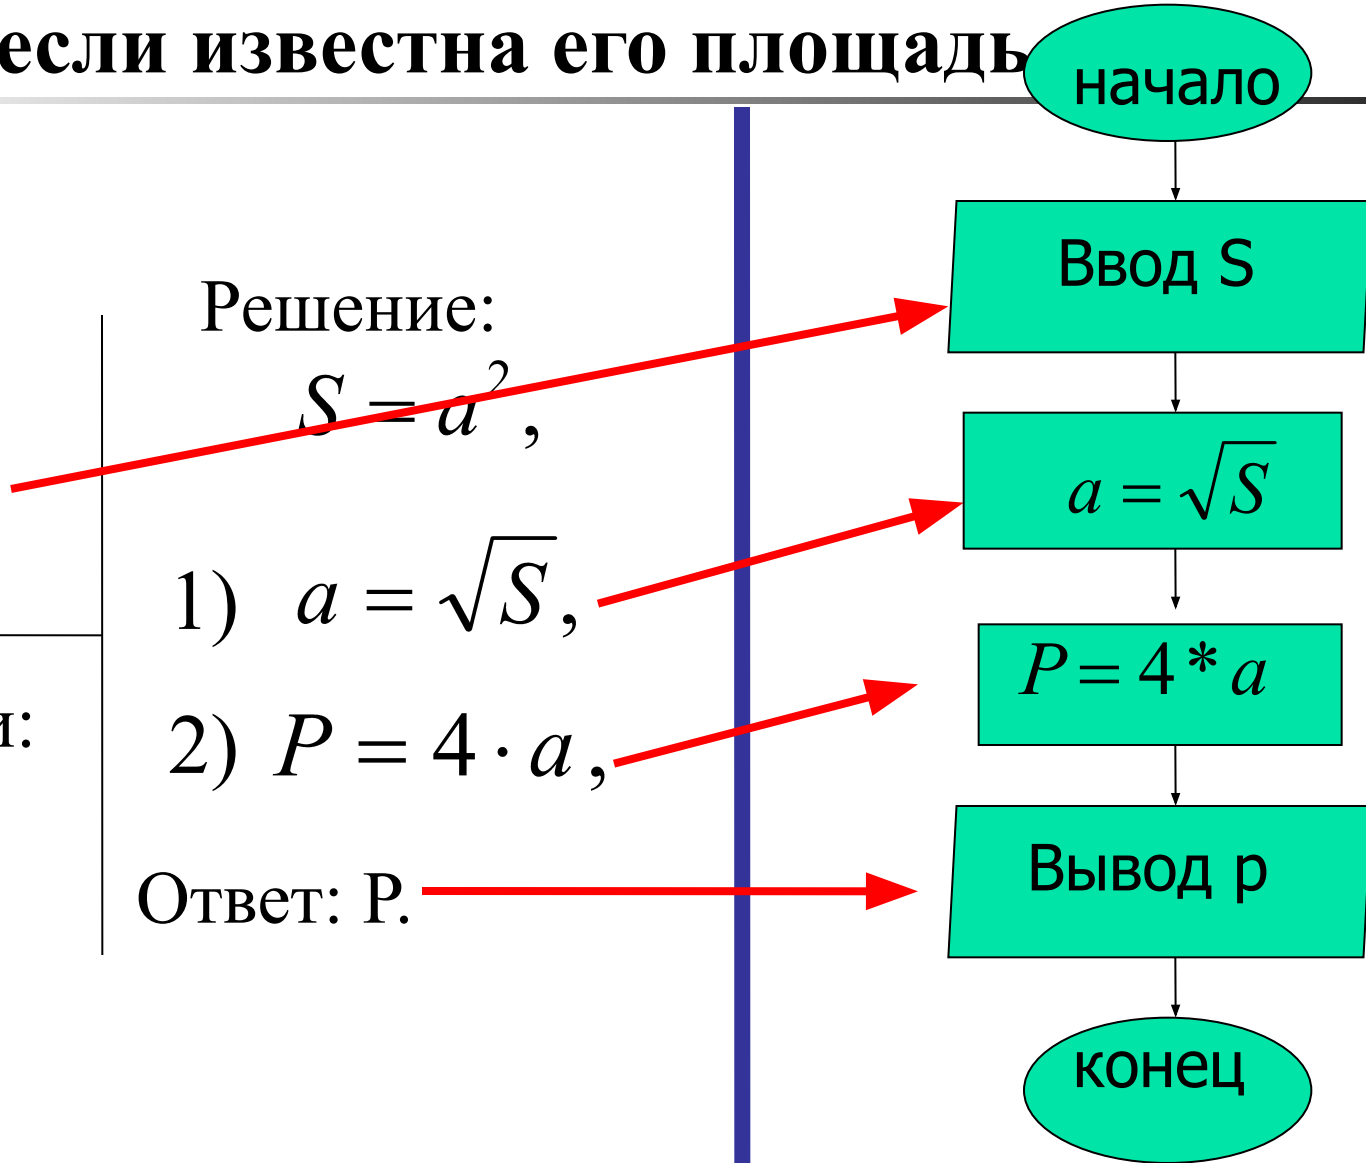 если известна его площадь
Решение:
S = a²,
1) a = √S,
и:
2) P = 4 · a,
Ответ: Р.
начало
Ввод S
a = √S
P = 4 * a
Вывод p
конец